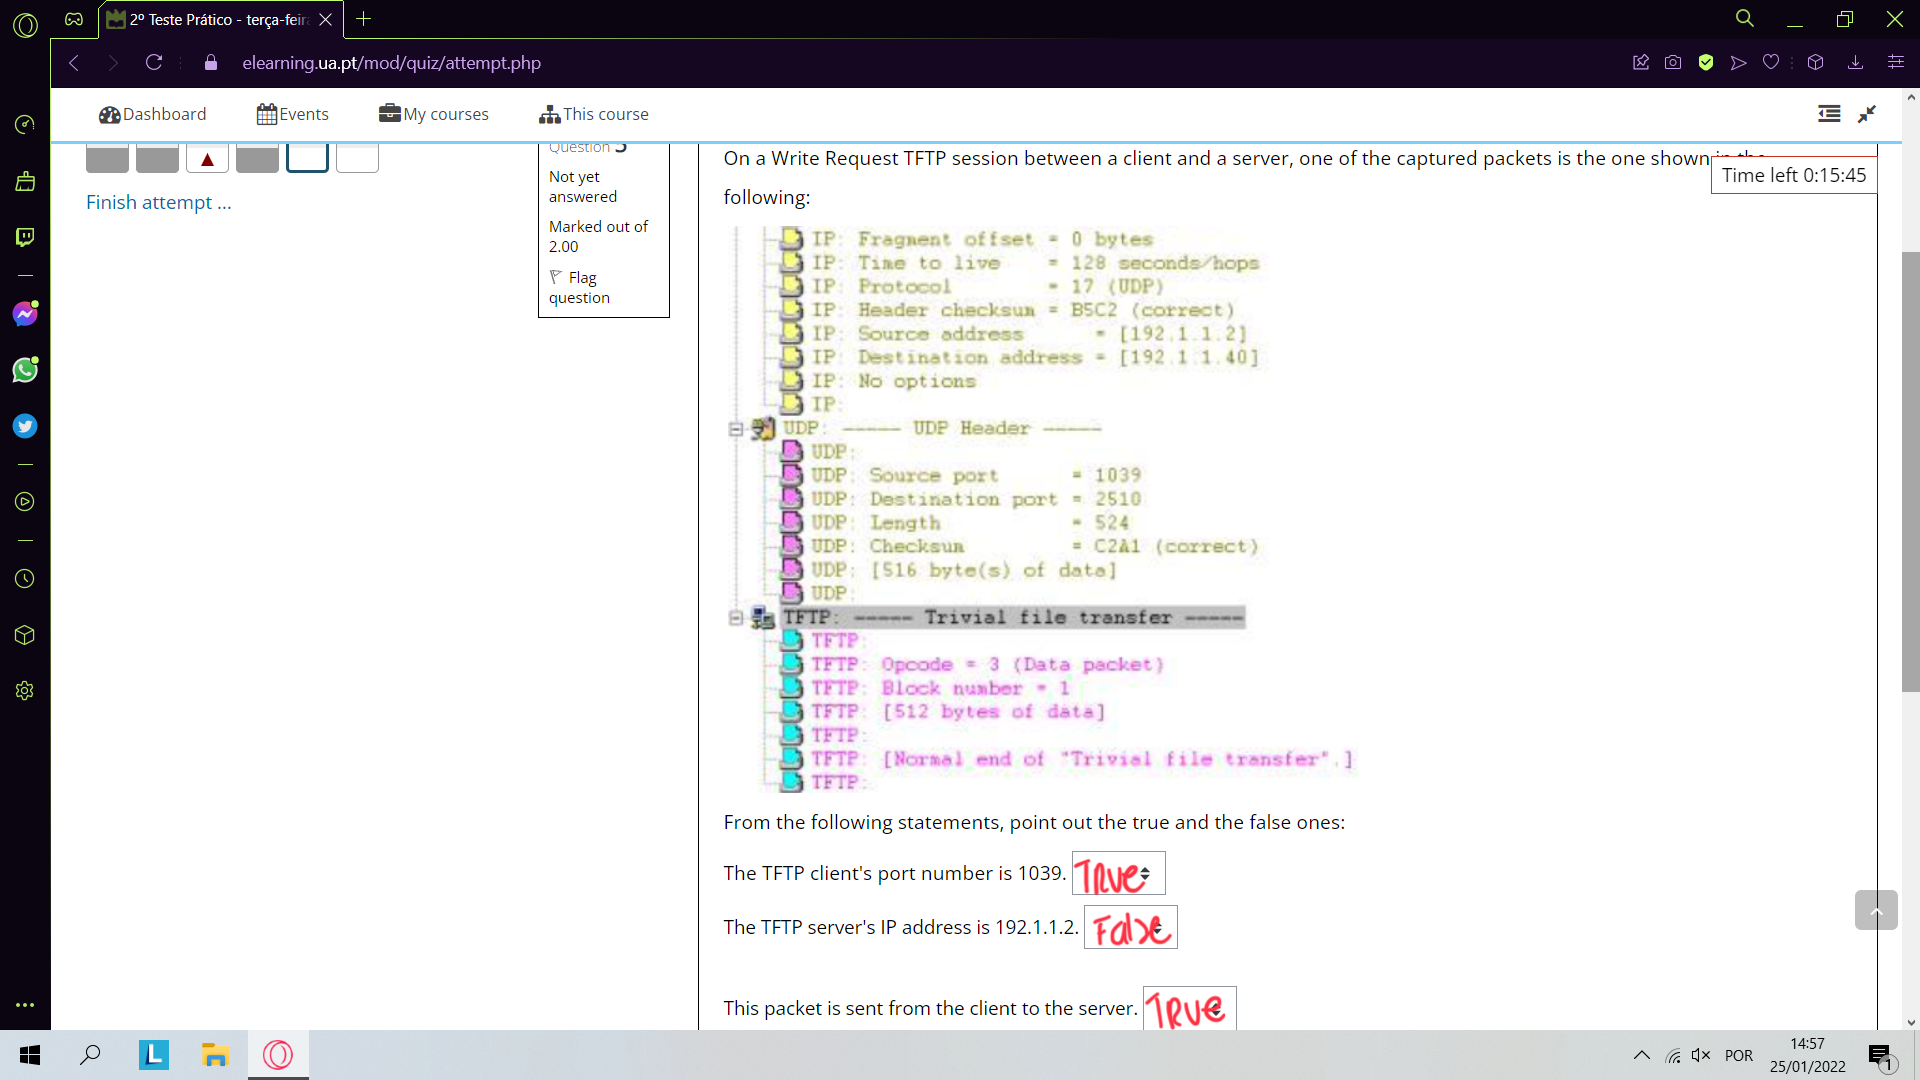 2º Teste Prático - terça-feira
elearning.ua.pt/mod/quiz/attempt.php
Dashboard Events My courses This course
Finish attempt ...
Question 5
Not yet
answered
Marked out of
2.00
Flag
question
Time left 0:15:45
On a Write Request TFTP session between a client and a server, one of the captured packets is the one shown in the
following:
IP: Fragment offset = 0 bytes
IP: Time to live = 128 seconds/hops
IP: Protocol = 17 (UDP)
IP: Header checksum = B5C2 (correct)
IP: Source address = [192.1.1.2]
IP: Destination address = [192.1.1.40]
IP: No options
IP:
UDP: ----- UDP Header -----
UDP:
UDP: Source port = 1039
UDP: Destination port = 2510
UDP: Length = 524
UDP: Checksum = C2A1 (correct)
UDP: [516 byte(s) of data]
UDP:
TFTP: ----- Trivial file transfer -----
TFTP:
TFTP: Opcode = 3 (Data packet)
TFTP: Block number = 1
TFTP: [512 bytes of data]
TFTP:
TFTP: [Normal end of "Trivial file transfer".]
TFTP:
From the following statements, point out the true and the false ones:
The TFTP client's port number is 1039. TRUe
The TFTP server's IP address is 192.1.1.2. False
This packet is sent from the client to the server. TRUE
L
POR
14:57
25/01/2022
1